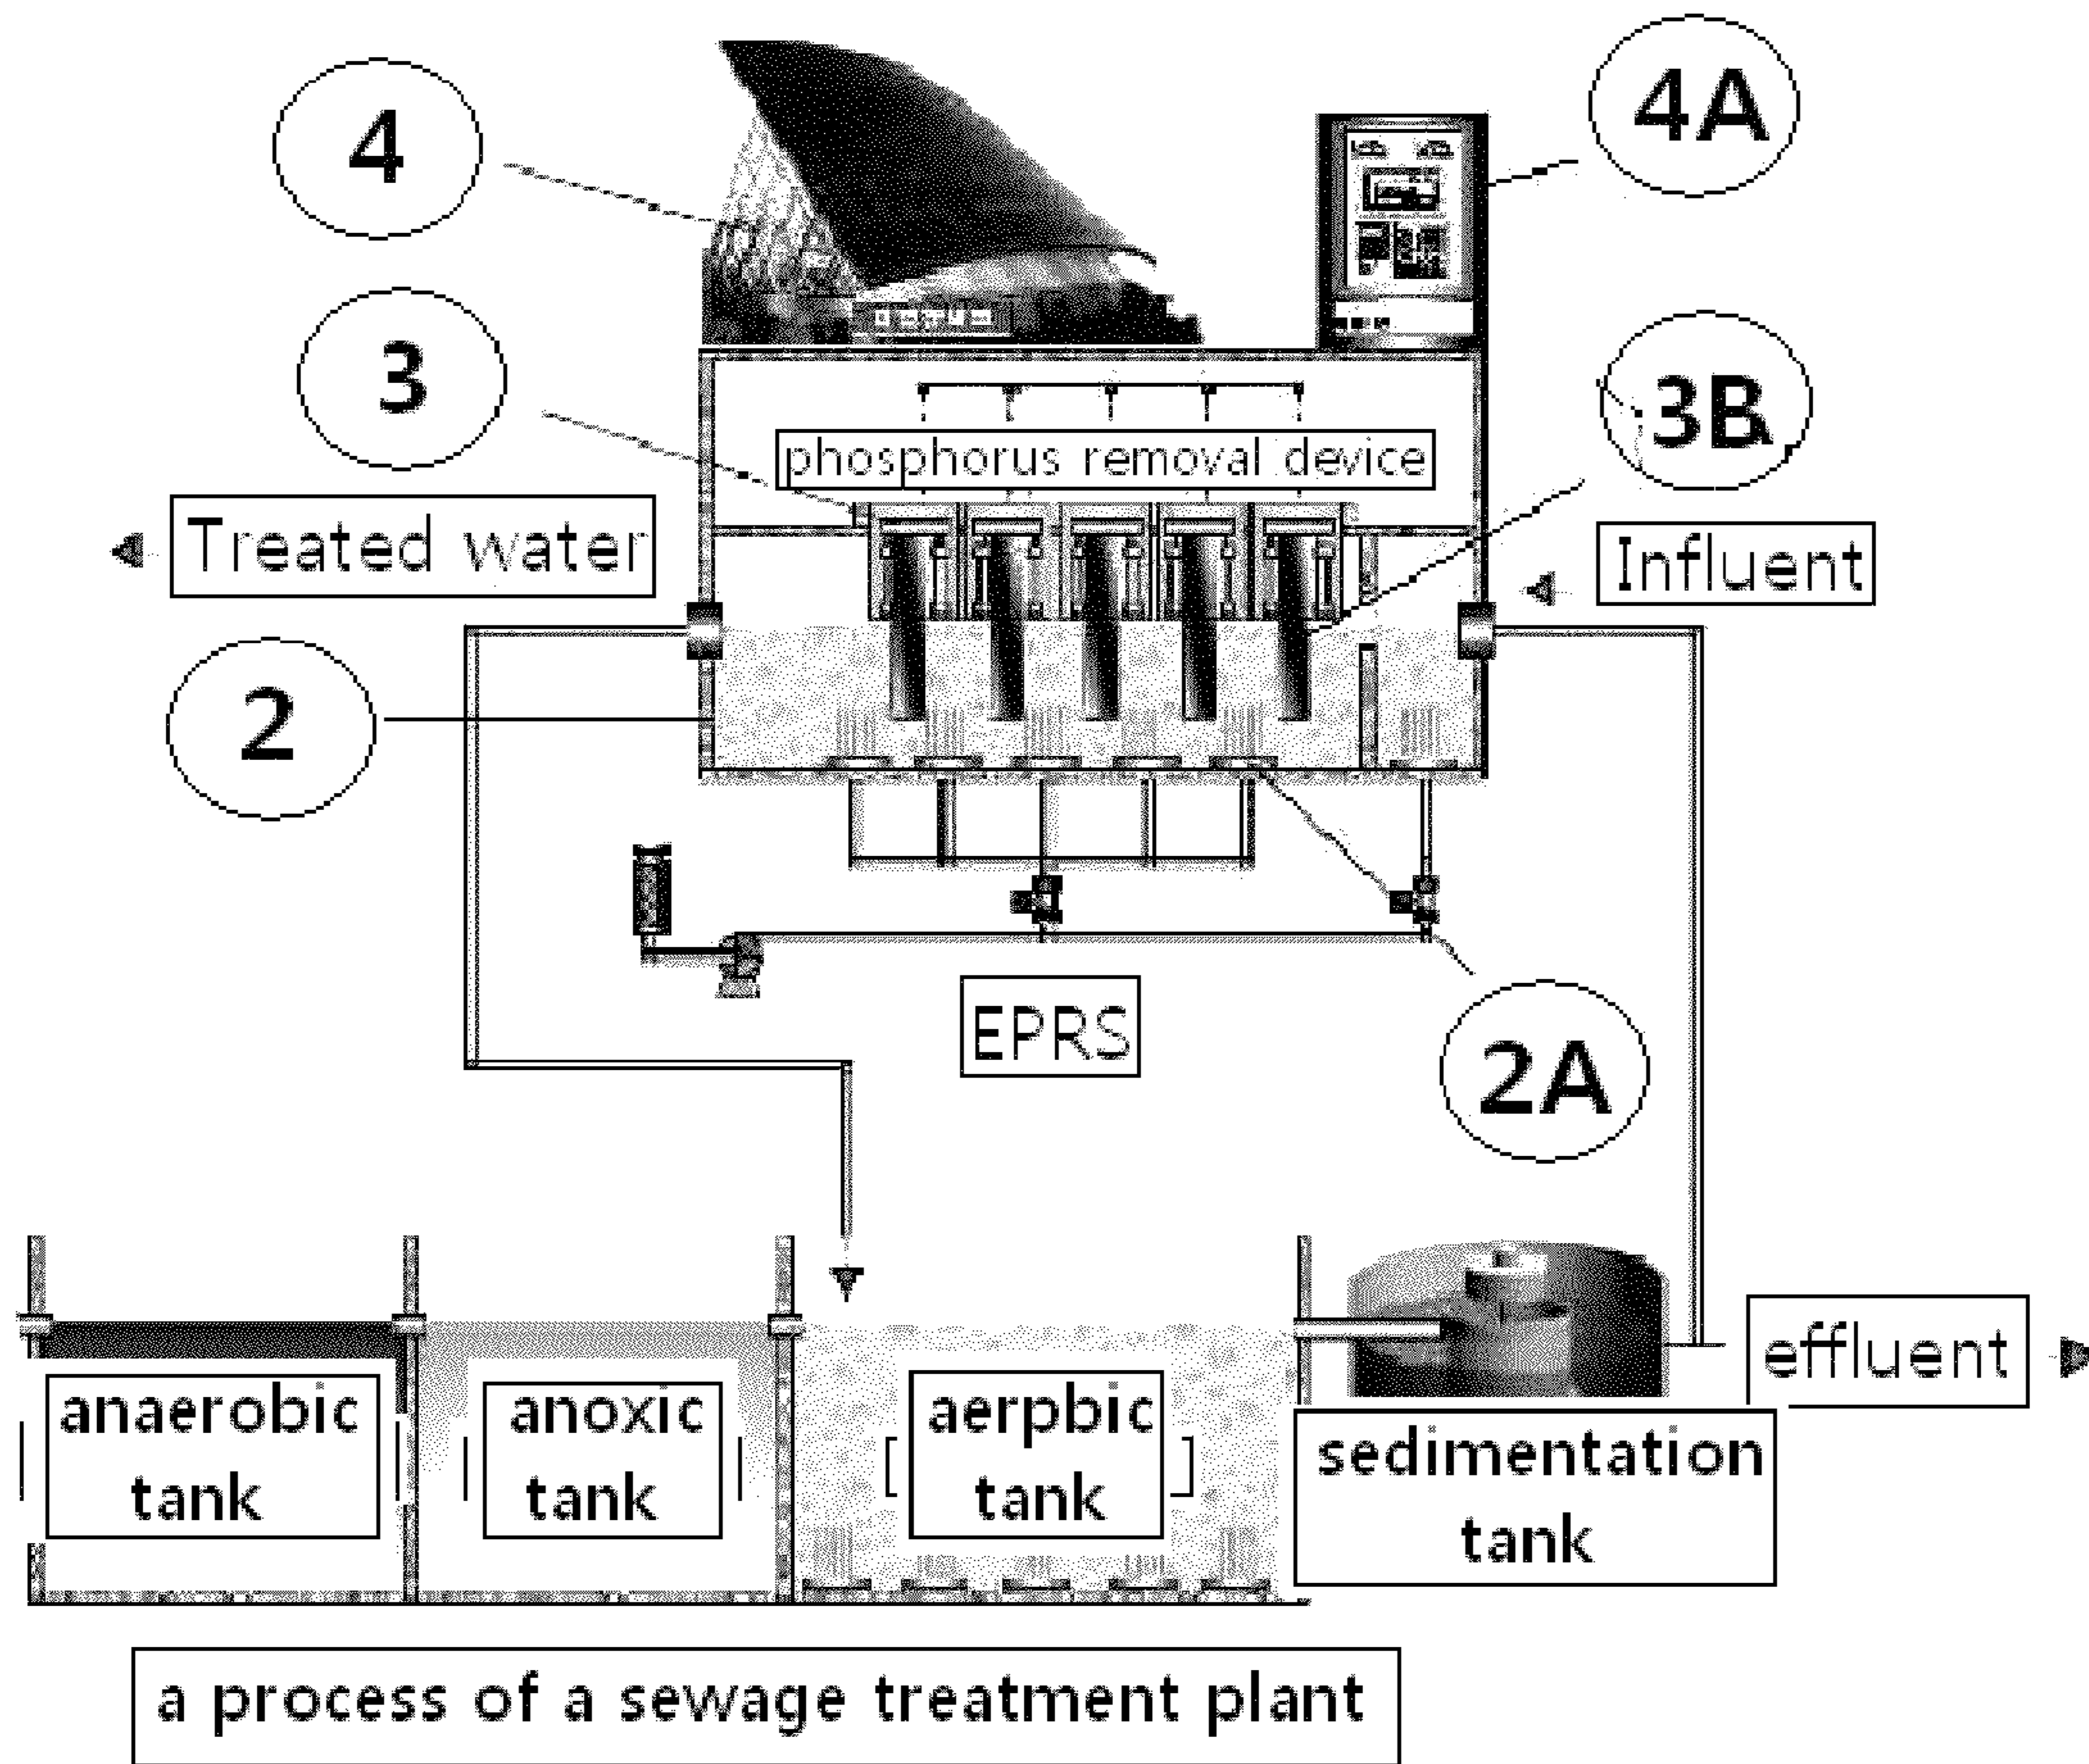 4
4A
3
3B
phosphorus removal device
Treated water
Influent
2
EPRS
2A
effluent
anaerobic
tank
anoxic
tank
aerpbic
tank
sedimentation
tank
a process of a sewage treatment plant